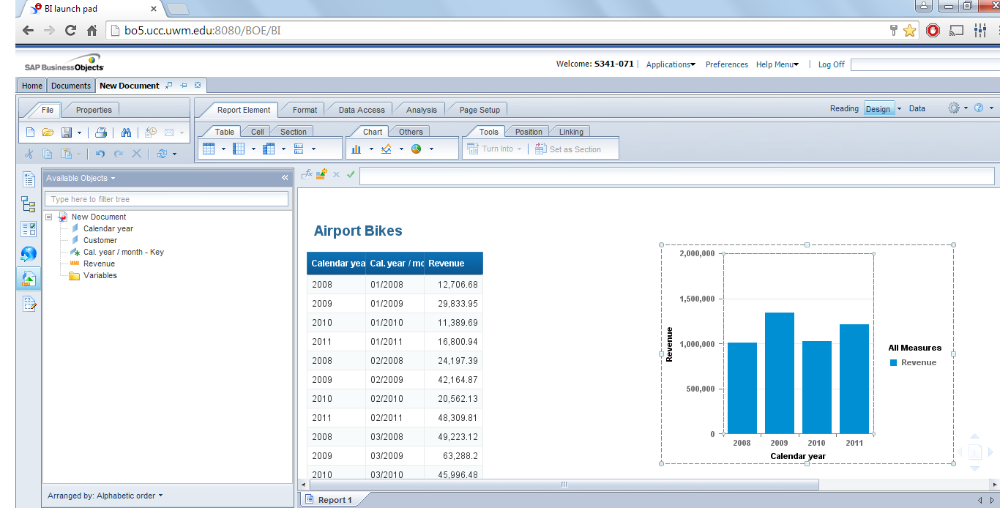 BI launch pad
bo5.ucc.uwm.edu:8080/BOE/BI
SAP BusinessObjects
Welcome: S341-071 | Applications Preferences Help Menu | Log Off
Home Documents New Document
File Properties Report Element Format Data Access Analysis Page Setup Reading Design Data
Table Cell Section Chart Others Tools Position Linking
Turn Into Set as Section
Available Objects
Type here to filter tree
New Document
Calendar year
Customer
Cal. year / month - Key
Revenue
Variables
Arranged by: Alphabetic order
Airport Bikes
Calendar yea Cal. year / mo Revenue
2008 01/2008 12,706.68
2009 01/2009 29,833.95
2010 01/2010 11,389.69
2011 01/2011 16,800.94
2008 02/2008 24,197.39
2009 02/2009 42,164.87
2010 02/2010 20,562.13
2011 02/2011 48,309.81
2008 03/2008 49,223.12
2009 03/2009 63,288.2
2010 03/2010 45,996.48
2,000,000
1,500,000
1,000,000
500,000
0
Revenue
2008 2009 2010 2011
Calendar year
All Measures
Revenue
Report 1